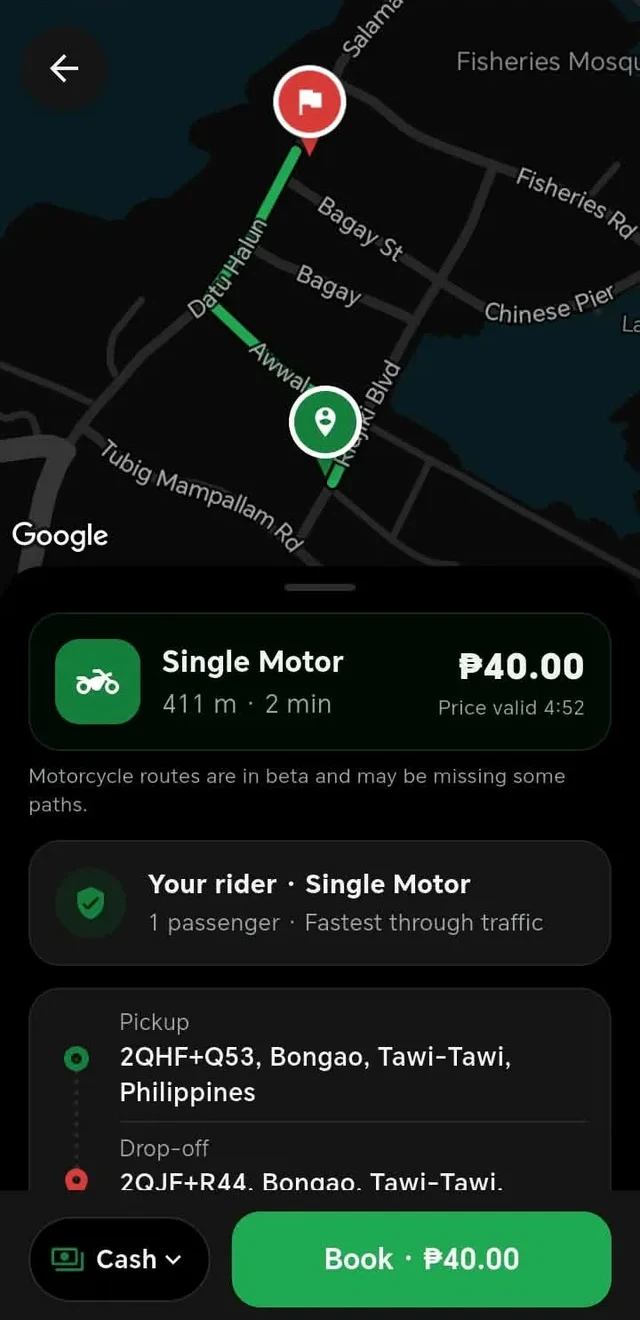 Salama
Fisheries Mosqu
Fisheries Rd
Bagay St
Datu Halun
Bagay
Chinese Pier
La
Awwal
Blvd
Tubig Mampallam Rd
Google
Single Motor
₱40.00
411 m · 2 min
Price valid 4:52
Motorcycle routes are in beta and may be missing some
paths.
Your rider · Single Motor
1 passenger · Fastest through traffic
Pickup
2QHF+Q53, Bongao, Tawi-Tawi,
Philippines
Drop-off
2QJF+R44, Bongao, Tawi-Tawi,
Cash
Book · ₱40.00